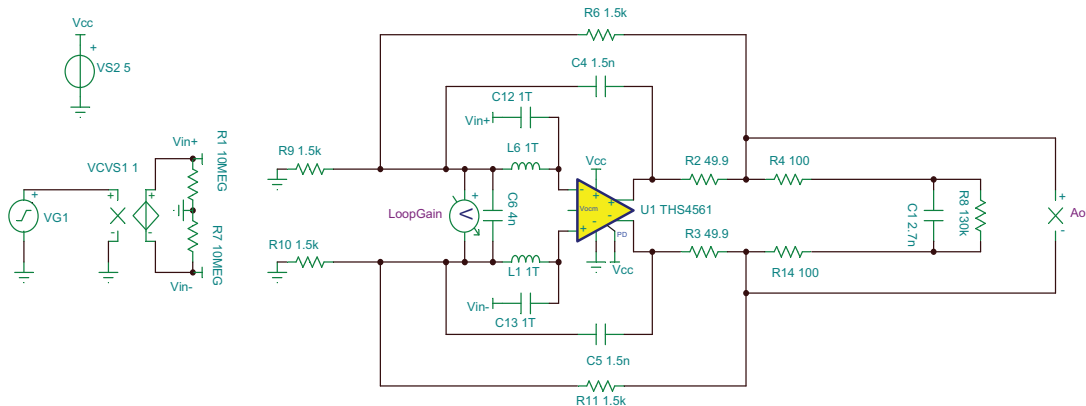 Vcc
+
VS2 5
Vin+
R1 10MEG
VCVS1 1
+
+
+
-
-
VG1
R7 10MEG
Vin-
R6 1.5k
C4 1.5n
C12 1T
Vin+
R9 1.5k
L6 1T
Vcc
LoopGain
+
V
C6 4n
-
+
Vocm
+
+
-
-
PD
U1 THS4561
Vcc
R2 49.9
R4 100
R10 1.5k
L1 1T
R3 49.9
R14 100
C1 2.7n
R8 130k
+
Ao
-
Vin-
C13 1T
C5 1.5n
R11 1.5k